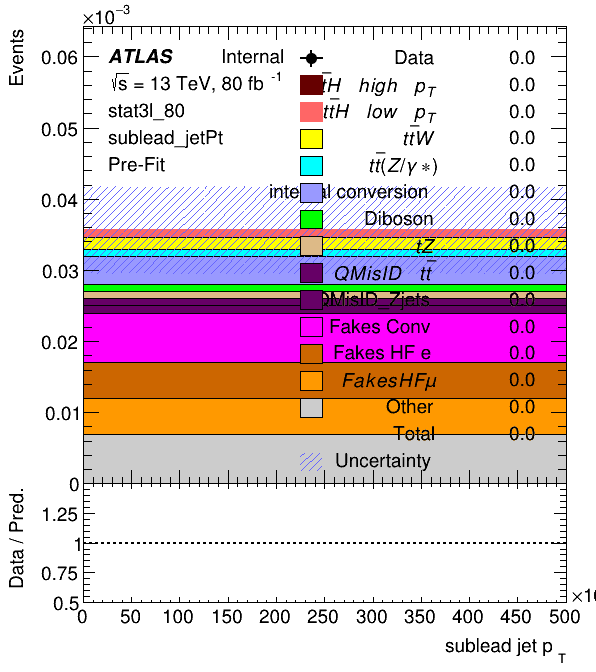 ×10⁻³
Events
ATLAS Internal
√s = 13 TeV, 80 fb⁻¹
stat3l_80
sublead_jetPt
Pre-Fit
Data 0.0
tt̄H high p_T 0.0
tt̄H low p_T 0.0
tt̄W 0.0
tt̄(Z/γ*) 0.0
internal conversion 0.0
Diboson 0.0
tZ 0.0
QMisID tt̄ 0.0
QMisID_Zjets 0.0
Fakes Conv 0.0
Fakes HF e 0.0
FakesHFμ 0.0
Other 0.0
Total 0.0
Uncertainty
0.06
0.05
0.04
0.03
0.02
0.01
0
Data / Pred.
1.25
1
0.75
0.5
0 50 100 150 200 250 300 350 400 450 500
sublead jet p_T